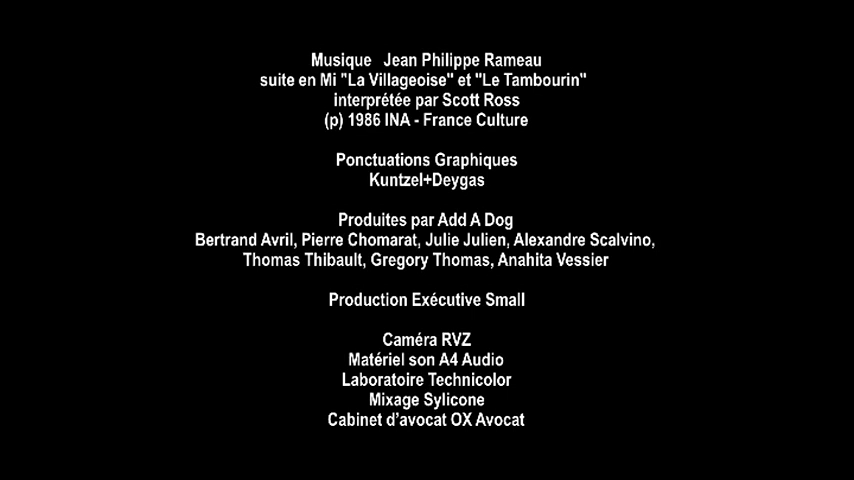 Musique Jean Philippe Rameau
suite en Mi "La Villageoise" et "Le Tambourin"
interprétée par Scott Ross
(p) 1986 INA - France Culture
Ponctuations Graphiques
Kuntzel+Deygas
Produites par Add A Dog
Bertrand Avril, Pierre Chomarat, Julie Julien, Alexandre Scalvino,
Thomas Thibault, Gregory Thomas, Anahita Vessier
Production Exécutive Small
Caméra RVZ
Matériel son A4 Audio
Laboratoire Technicolor
Mixage Sylicone
Cabinet d'avocat OX Avocat